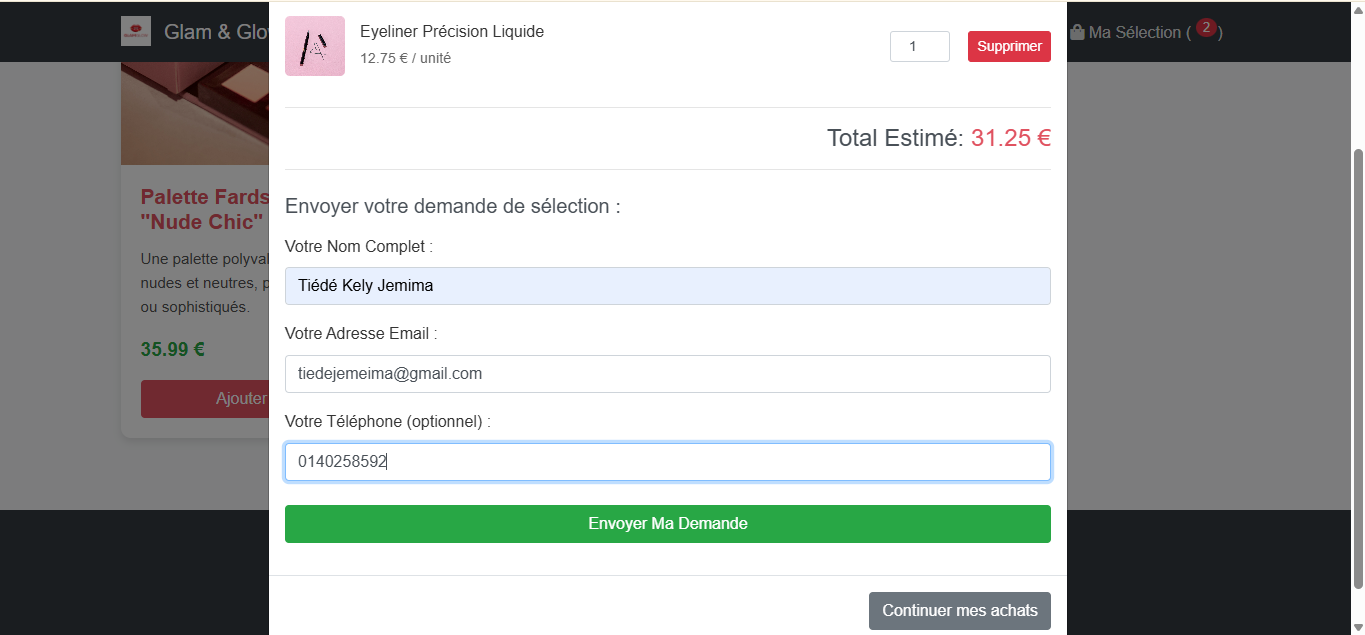 Glam & Glo
Ma Sélection ( 2 )
Eyeliner Précision Liquide
12.75 € / unité
1
Supprimer
Total Estimé: 31.25 €
Palette Fards
"Nude Chic"
Une palette polyval
nudes et neutres, p
ou sophistiqués.
35.99 €
Ajouter
Envoyer votre demande de sélection :
Votre Nom Complet :
Tiédé Kely Jemima
Votre Adresse Email :
tiedejemeima@gmail.com
Votre Téléphone (optionnel) :
0140258592
Envoyer Ma Demande
Continuer mes achats